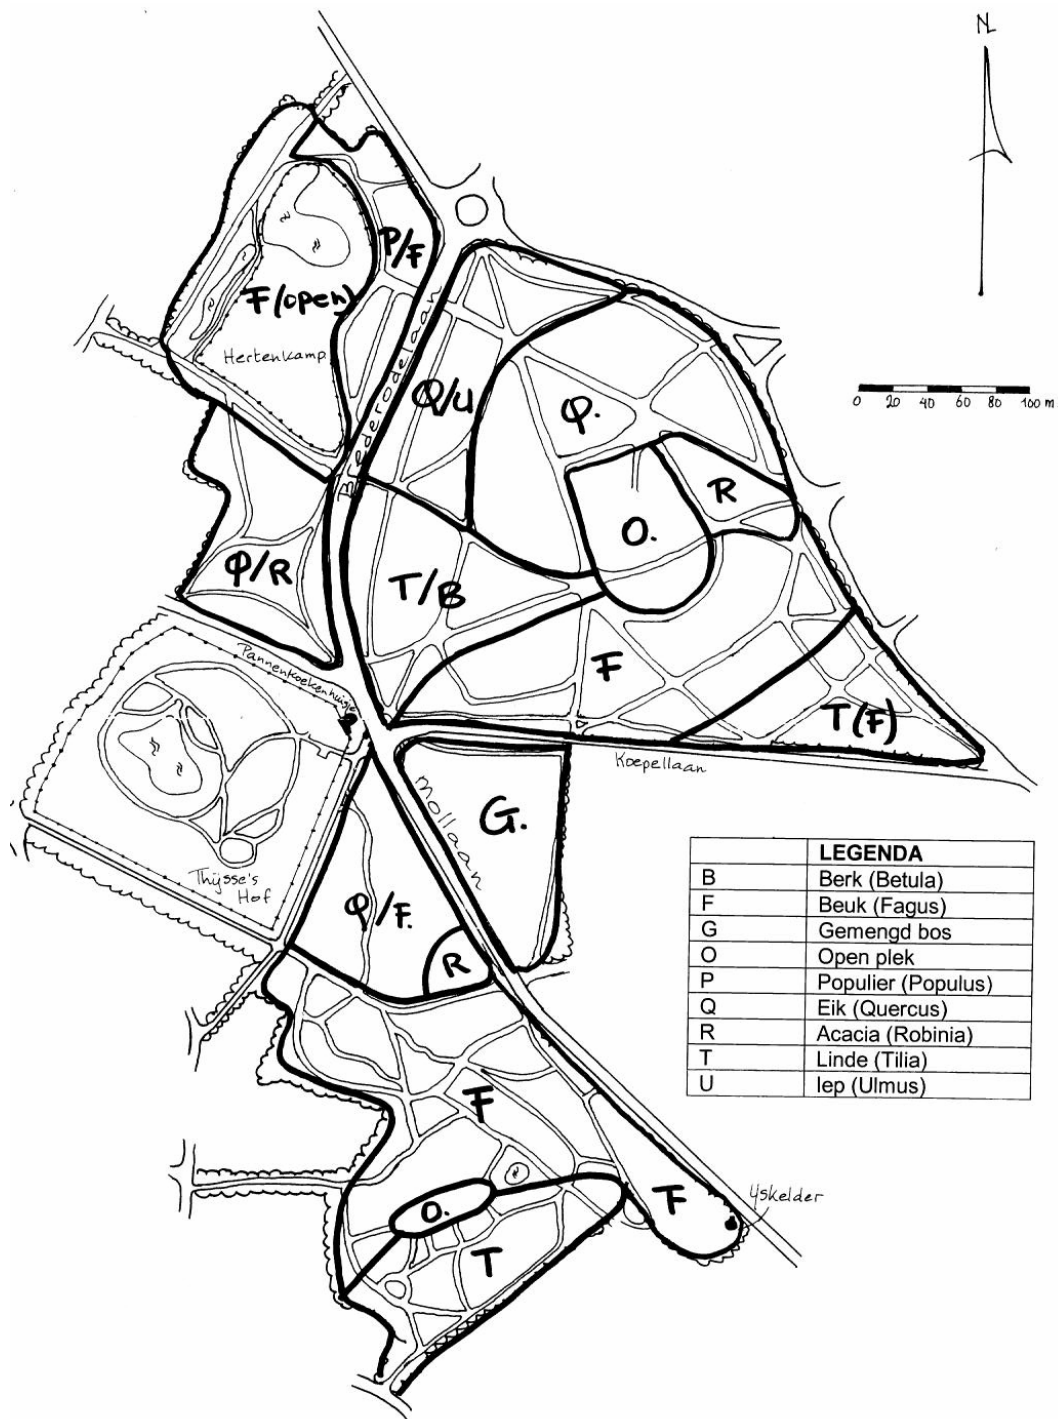 N
P/F
F(open)
Hertenkamp
Brederodelaan
0 20 40 60 80 100 m
Q/U
Q.
R
O.
Q/R
T/B
Pannenkoekenhuisje
F
T(F)
Koepellaan
Mollaan
G.
Thijsse's
Hof
Q/F.
R
LEGENDA
B Berk (Betula)
F Beuk (Fagus)
G Gemengd bos
O Open plek
P Populier (Populus)
Q Eik (Quercus)
R Acacia (Robinia)
T Linde (Tilia)
U Iep (Ulmus)
F
F
IJskelder
O.
T